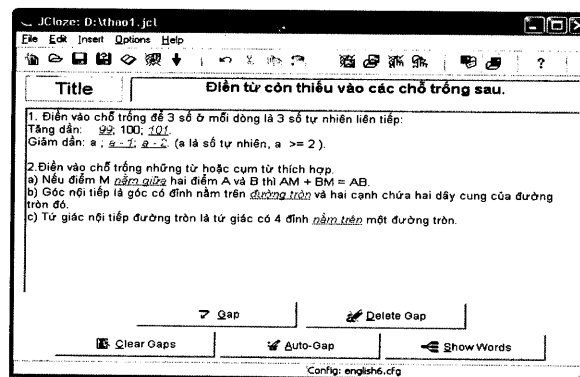 JCloze: D:\thao1.jcl
File Edit Insert Options Help
Title Điền từ còn thiếu vào các chỗ trống sau.
1. Điền vào chỗ trống để 3 số ở mỗi dòng là 3 số tự nhiên liên tiếp:
Tăng dần: 99; 100; 101.
Giảm dần: a ; a - 1; a - 2. (a là số tự nhiên, a >= 2 ).
2.Điền vào chỗ trống những từ hoặc cụm từ thích hợp.
a) Nếu điểm M nằm giữa hai điểm A và B thì AM + BM = AB.
b) Góc nội tiếp là góc có đỉnh nằm trên đường tròn và hai cạnh chứa hai dây cung của đường
tròn đó.
c) Tứ giác nội tiếp đường tròn là tứ giác có 4 đỉnh nằm trên một đường tròn.
Gap Delete Gap
Clear Gaps Auto-Gap Show Words
Config: english6.cfg